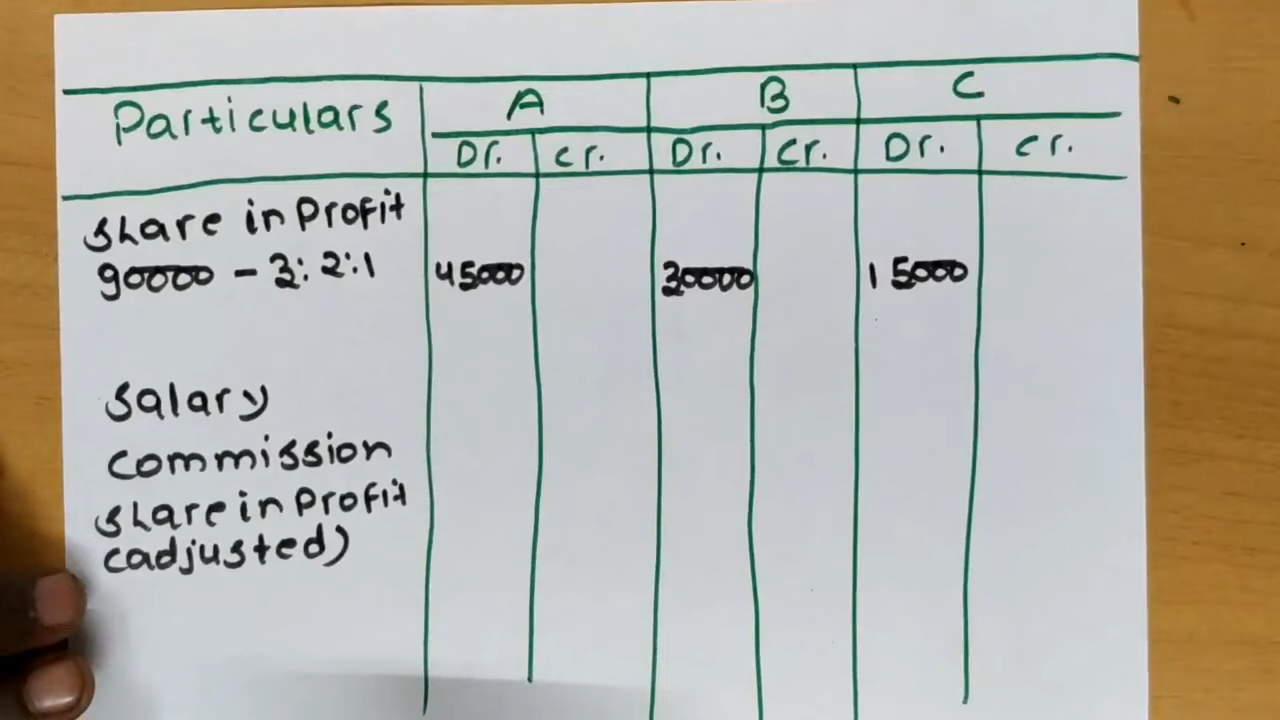 Particulars A B C
Dr. Cr. Dr. Cr. Dr. Cr.
Share in Profit
90000 - 3:2:1 45000 30000 15000
Salary
Commission
Share in Profit
(adjusted)